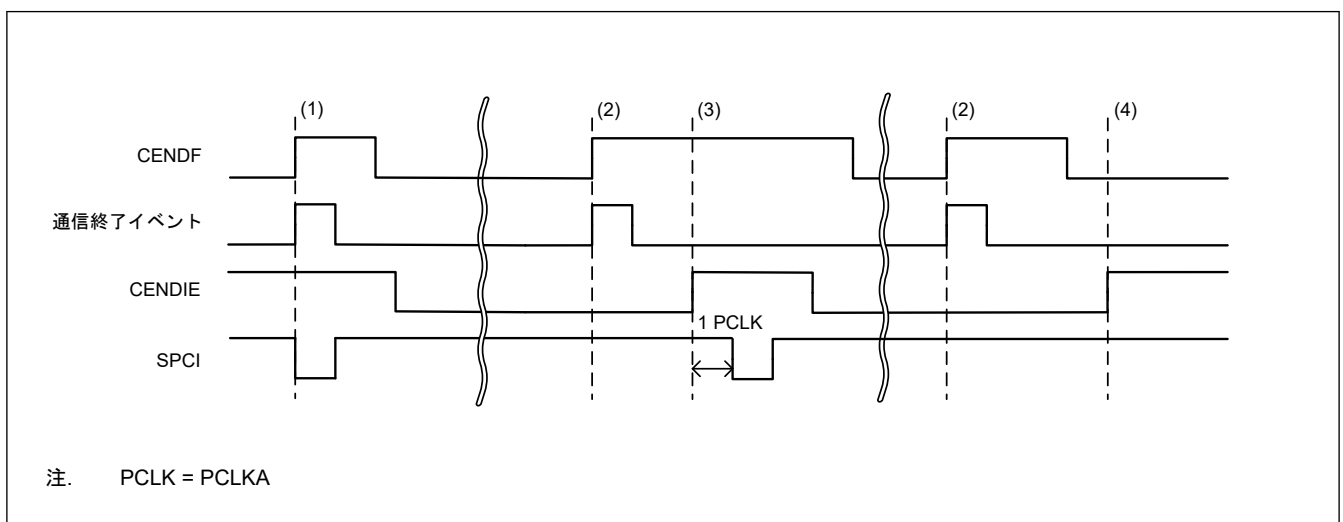 (1)
(2)
(3)
(2)
(4)
CENDF
通信終了イベント
CENDIE
1 PCLK
SPCI
注. PCLK = PCLKA